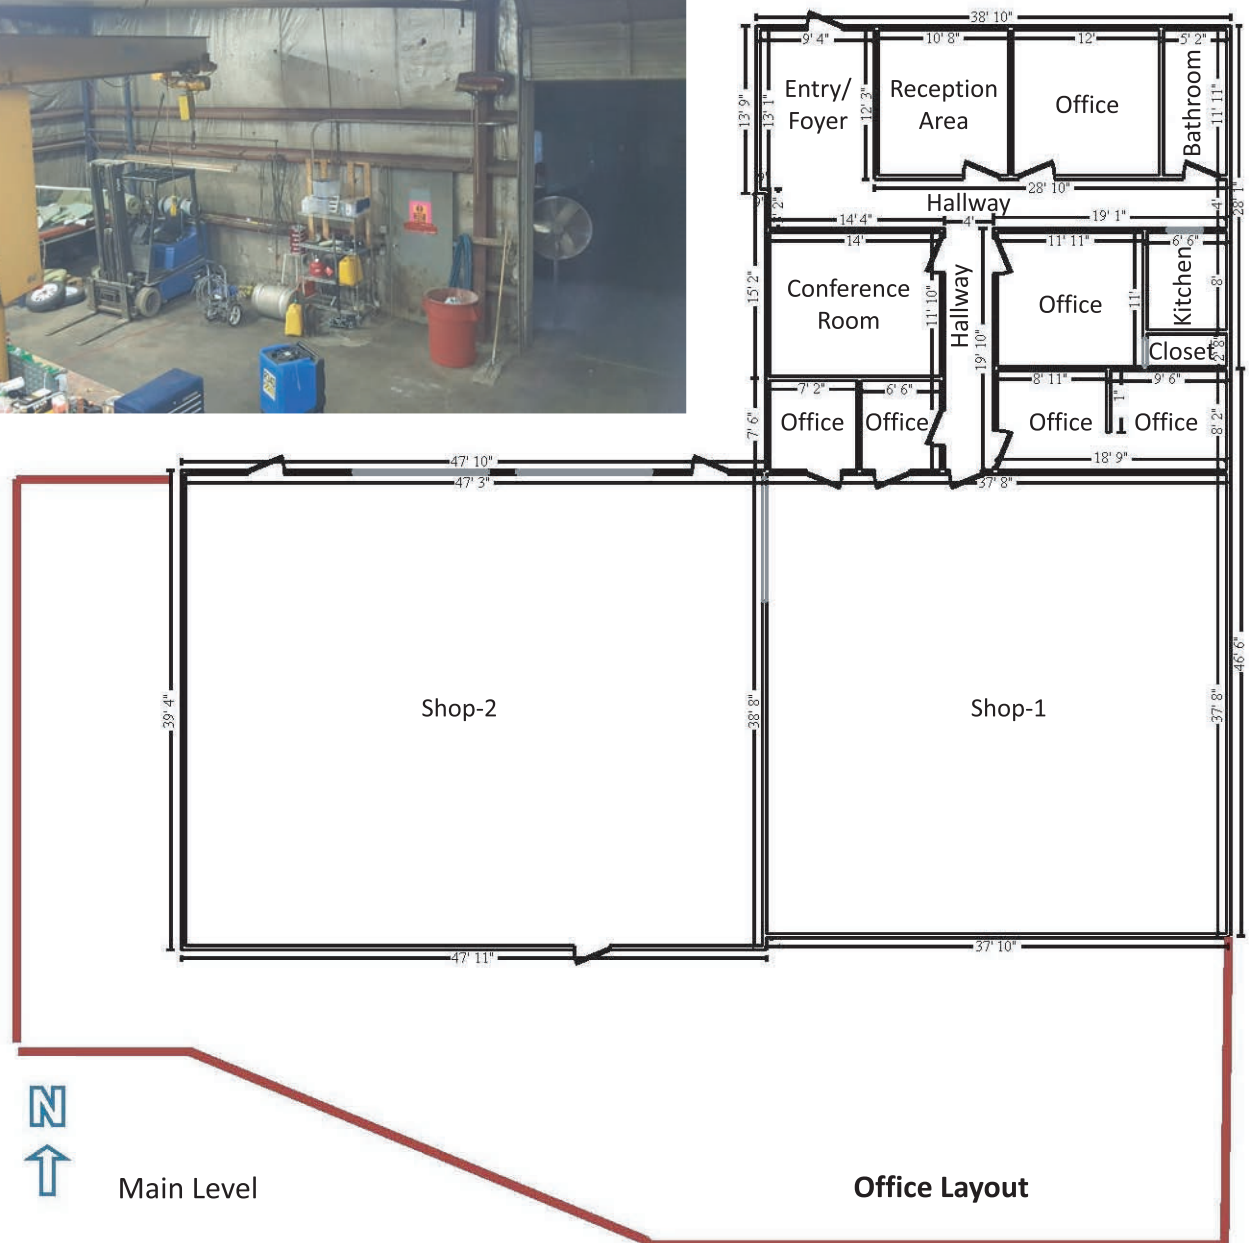 38' 10"
9' 4"
10' 8"
12'
5' 2"
13' 9"
13' 1"
Entry/
Foyer
12' 3"
Reception
Area
Office
Bathroom
11' 11"
28' 10"
28' 1"
Hallway
4'
14' 4"
4'
19' 1"
14'
11' 11"
6' 6"
15' 2"
Conference
Room
11' 10"
Hallway
19' 10"
Office
11'
Kitchen
8'
Closet
2' 8"
7' 2"
6' 6"
8' 11"
9' 6"
7' 6"
Office
Office
Office
1"
Office
8' 2"
18' 9"
47' 10"
47' 3"
37' 8"
39' 4"
Shop-2
38' 8"
Shop-1
37' 8"
46' 6"
47' 11"
37' 10"
N
Main Level
Office Layout